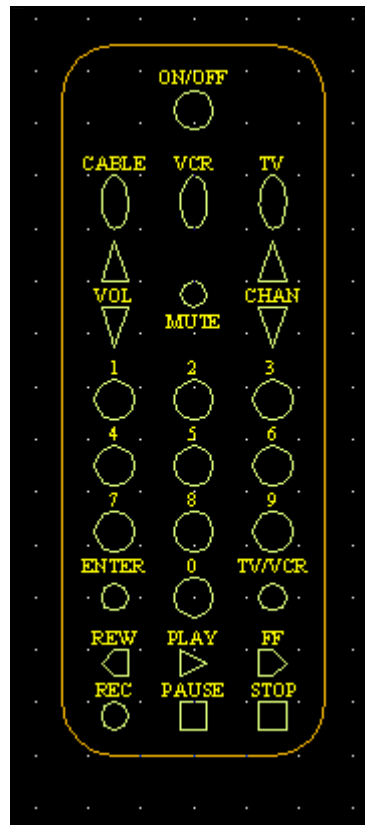 ON/OFF
CABLE VCR TV
VOL CHAN
MUTE
1 2 3
4 5 6
7 8 9
ENTER 0 TV/VCR
REW PLAY FF
REC PAUSE STOP